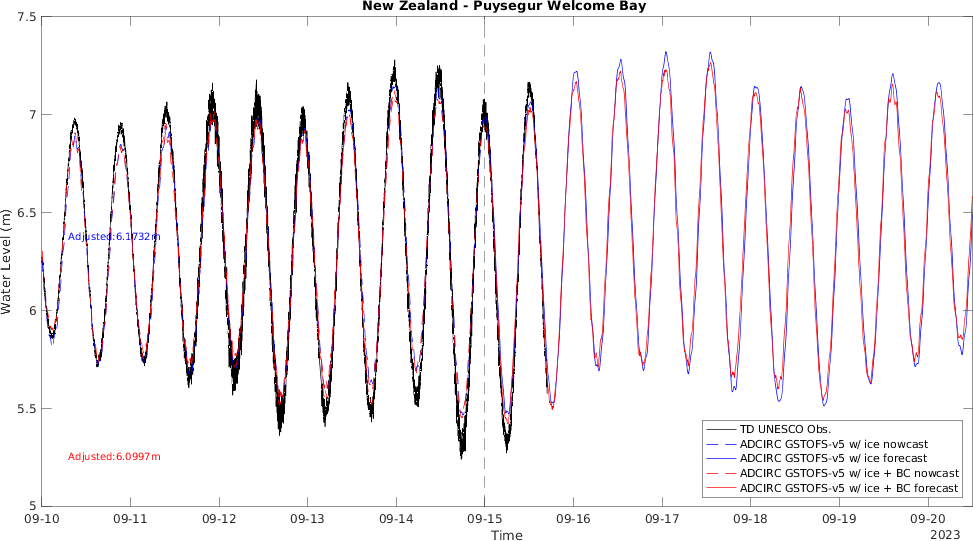 New Zealand - Puysegur Welcome Bay
7.5
7
6.5
6
5.5
5
Water Level (m)
Adjusted:6.1732m
Adjusted:6.0997m
TD UNESCO Obs.
ADCIRC GSTOFS-v5 w/ ice nowcast
ADCIRC GSTOFS-v5 w/ ice forecast
ADCIRC GSTOFS-v5 w/ ice + BC nowcast
ADCIRC GSTOFS-v5 w/ ice + BC forecast
09-10 09-11 09-12 09-13 09-14 09-15 09-16 09-17 09-18 09-19 09-20
Time
2023